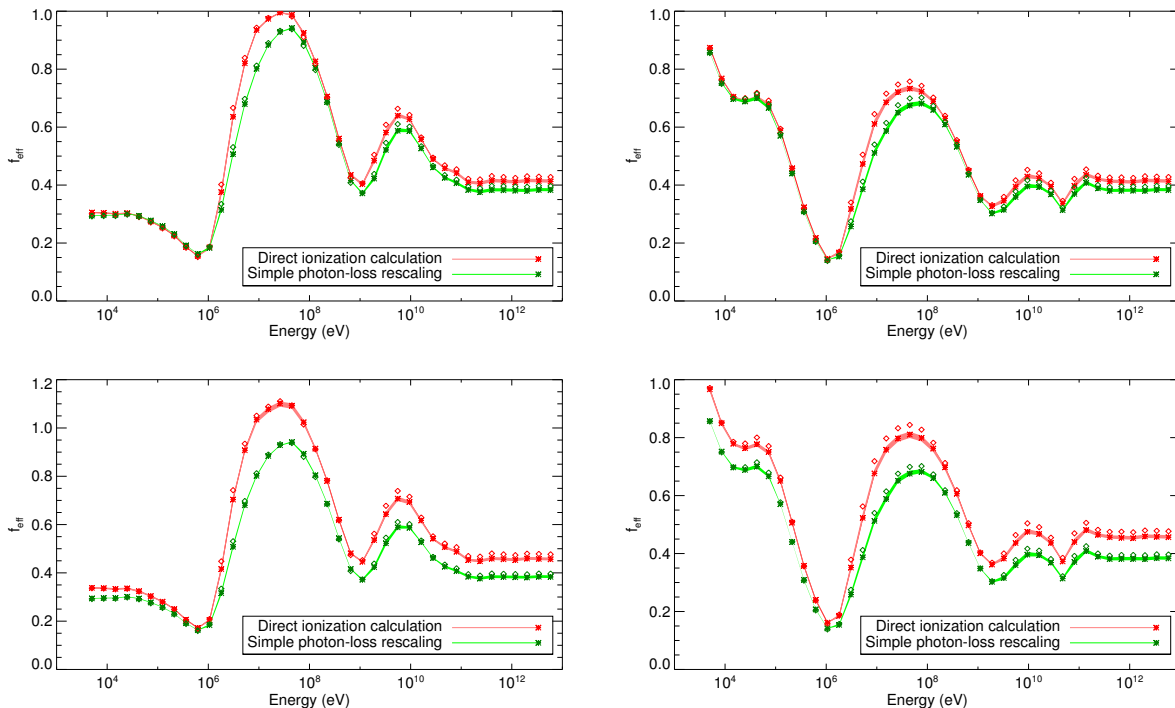 1.0
0.8
0.6
f_eff
0.4
0.2
0.0
Direct ionization calculation
Simple photon-loss rescaling
10^4 10^6 10^8 10^10 10^12
Energy (eV)
1.0
0.8
0.6
f_eff
0.4
0.2
0.0
Direct ionization calculation
Simple photon-loss rescaling
10^4 10^6 10^8 10^10 10^12
Energy (eV)
1.2
1.0
0.8
0.6
f_eff
0.4
0.2
0.0
Direct ionization calculation
Simple photon-loss rescaling
10^4 10^6 10^8 10^10 10^12
Energy (eV)
1.0
0.8
0.6
f_eff
0.4
0.2
0.0
Direct ionization calculation
Simple photon-loss rescaling
10^4 10^6 10^8 10^10 10^12
Energy (eV)